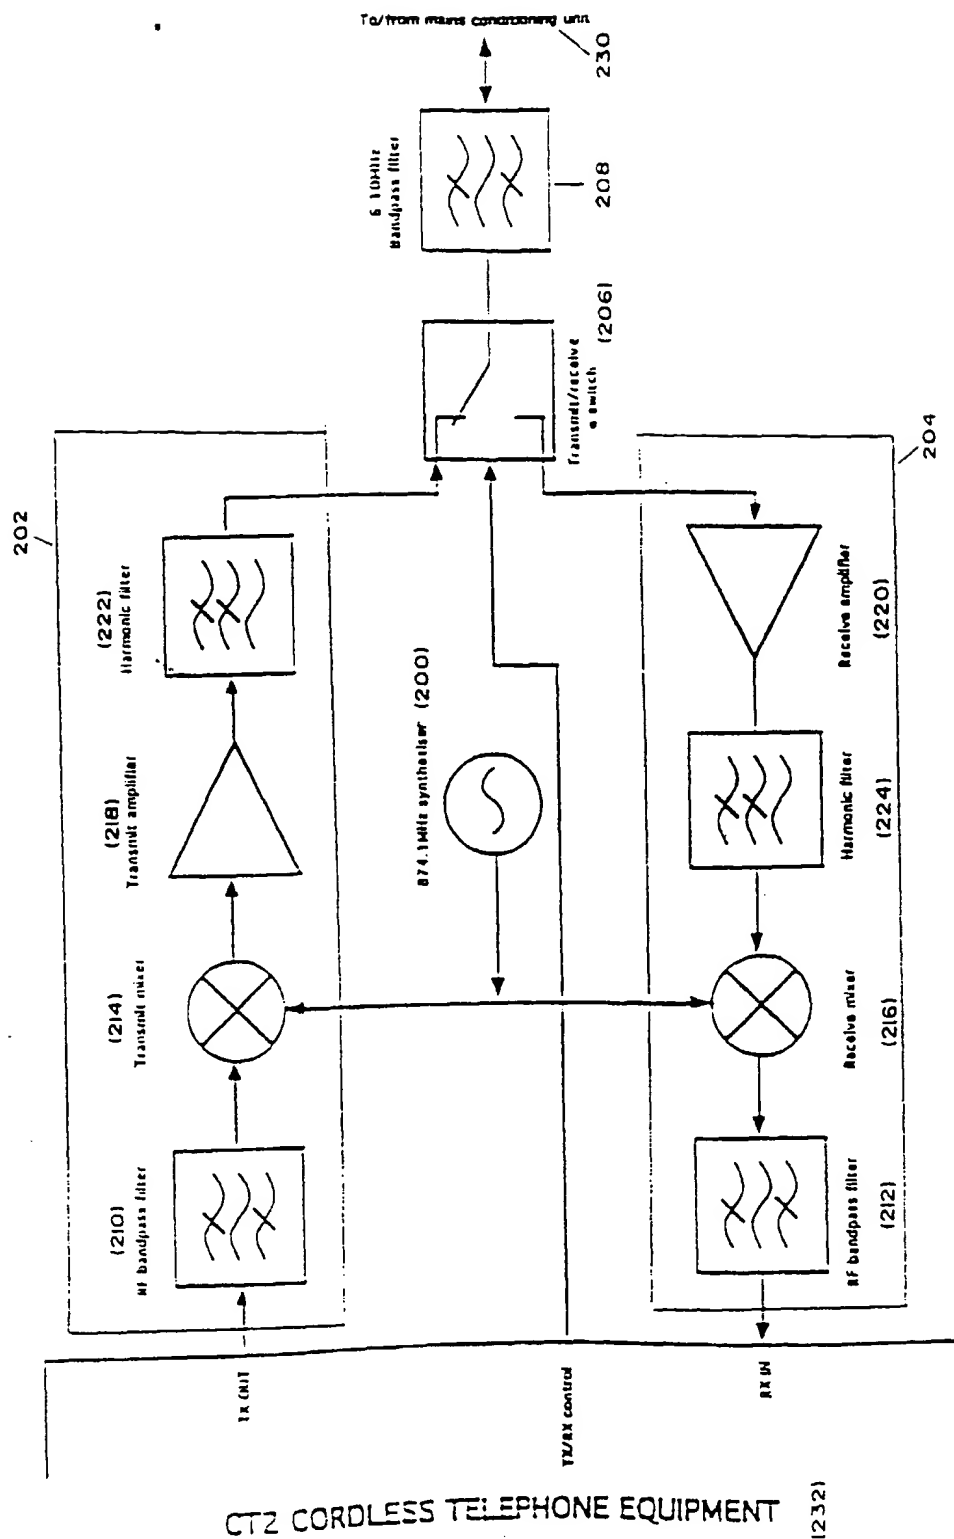 To/from mains conditioning unit
230
6 10MHz
Bandpass filter
208
(206)
Transmit/receive
switch
202
204
(222)
Harmonic filter
Receive amplifier
(220)
874.1MHz synthesiser (200)
(218)
Transmit amplifier
Harmonic filter
(224)
(214)
Transmit mixer
Receive mixer
(216)
(210)
RF bandpass filter
RF bandpass filter
(212)
TX OUT
TX/RX control
RX IN
CT2 CORDLESS TELEPHONE EQUIPMENT
(232)